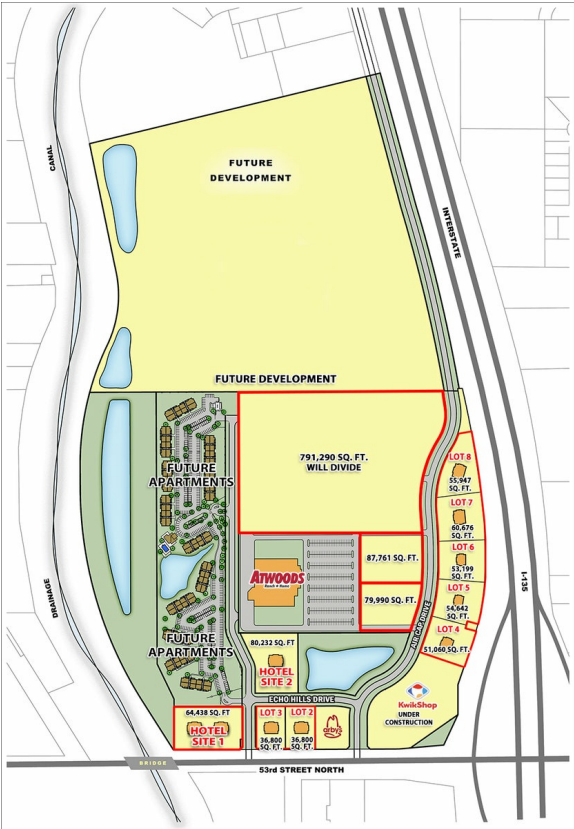 FUTURE
DEVELOPMENT
CANAL
INTERSTATE
FUTURE DEVELOPMENT
791,290 SQ. FT.
WILL DIVIDE
LOT 8
55,947
SQ. FT.
FUTURE
APARTMENTS
LOT 7
60,676
SQ. FT.
LOT 6
53,199
SQ. FT.
87,761 SQ. FT.
ATWOODS
Ranch & Home
I-135
LOT 5
54,642
SQ. FT.
79,990 SQ. FT.
DRAINAGE
AIR CAP DRIVE
LOT 4
51,060 SQ. FT.
FUTURE
APARTMENTS
80,232 SQ. FT
HOTEL
SITE 2
ECHO HILLS DRIVE
KwikShop
UNDER
CONSTRUCTION
64,438 SQ. FT
HOTEL
SITE 1
LOT 3
36,800
SQ. FT.
LOT 2
36,800
SQ. FT.
arby's
BRIDGE
53rd STREET NORTH